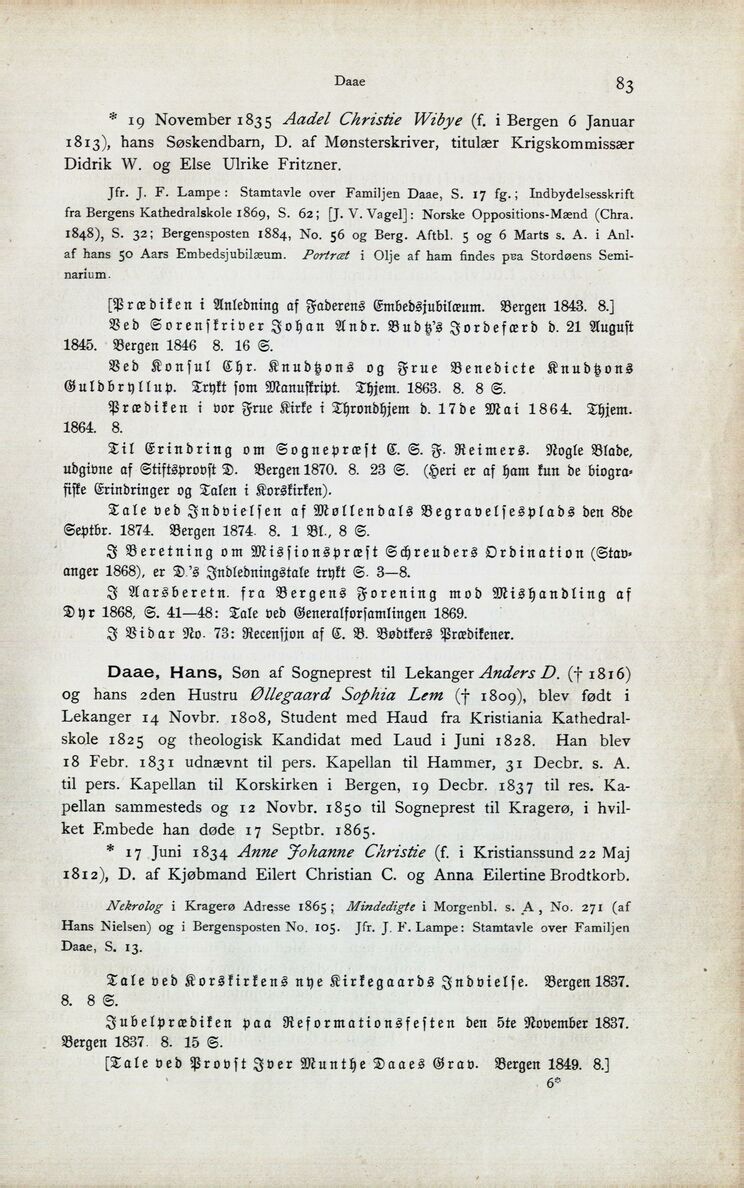 Daae
83
* 19 November 1835 Aadel Christie Wibye (f. i Bergen 6 Januar
1813), hans Søskendbarn, D. af Mønsterskriver, titulær Krigskommissær
Didrik W. og Else Ulrike Fritzner.
Jfr. J. F. Lampe: Stamtavle over Familjen Daae, S. 17 fg.; Indbydelsesskrift
fra Bergens Kathedralskole 1869, S. 62; [J. V. Vagel]: Norske Oppositions-Mænd (Chra.
1848), S. 32; Bergensposten 1884, No. 56 og Berg. Aftbl. 5 og 6 Marts s. A. i Anl.
af hans 50 Aars Embedsjubilæum. Portræt i Olje af ham findes paa Stordøens Semi-
narium.
[Prædiken i Anledning af Faderens Embedsjubilæum. Bergen 1843. 8.]
Ved Sorenskriver Johan Andr. Budtz's Jordefærd d. 21 August
1845. Bergen 1846 8. 16 S.
Ved Konsul Chr. Knudtzons og Frue Benedicte Knudtzons
Guldbryllup. Trykt som Manuskript. Thjem. 1863. 8. 8 S.
Prædiken i vor Frue Kirke i Throndhjem d. 17de Mai 1864. Thjem.
1864. 8.
Til Erindring om Sognepræst C. S. F. Reimers. Nogle Blade,
udgivne af Stiftsprovst D. Bergen 1870. 8. 23 S. (Heri er af ham kun de biogra-
fiske Erindringer og Talen i Korskirken).
Tale ved Indvielsen af Møllendals Begravelsesplads den 8de
Septbr. 1874. Bergen 1874. 8. 1 Bl., 8 S.
I Beretning om Missionspræst Schreuders Ordination (Stav-
anger 1868), er D.'s Indledningstale trykt S. 3—8.
I Aarsberetn. fra Bergens Forening mod Mishandling af
Dyr 1868, S. 41—48: Tale ved Generalforsamlingen 1869.
I Vidar No. 73: Recensjon af C. B. Bødtkers Prædikener.
Daae, Hans, Søn af Sogneprest til Lekanger Anders D. († 1816)
og hans 2den Hustru Øllegaard Sophia Lem († 1809), blev født i
Lekanger 14 Novbr. 1808, Student med Haud fra Kristiania Kathedral-
skole 1825 og theologisk Kandidat med Laud i Juni 1828. Han blev
18 Febr. 1831 udnævnt til pers. Kapellan til Hammer, 31 Decbr. s. A.
til pers. Kapellan til Korskirken i Bergen, 19 Decbr. 1837 til res. Ka-
pellan sammesteds og 12 Novbr. 1850 til Sogneprest til Kragerø, i hvil-
ket Embede han døde 17 Septbr. 1865.
* 17 Juni 1834 Anne Johanne Christie (f. i Kristianssund 22 Maj
1812), D. af Kjøbmand Eilert Christian C. og Anna Eilertine Brodtkorb.
Nekrolog i Kragerø Adresse 1865; Mindedigte i Morgenbl. s. A, No. 271 (af
Hans Nielsen) og i Bergensposten No. 105. Jfr. J. F. Lampe: Stamtavle over Familjen
Daae, S. 13.
Tale ved Korskirkens nye Kirkegaards Indvielse. Bergen 1837.
8. 8 S.
Jubelprædiken paa Reformationsfesten den 5te November 1837.
Bergen 1837. 8. 15 S.
[Tale ved Provst Iver Munthe Daaes Grav. Bergen 1849. 8.]
6*